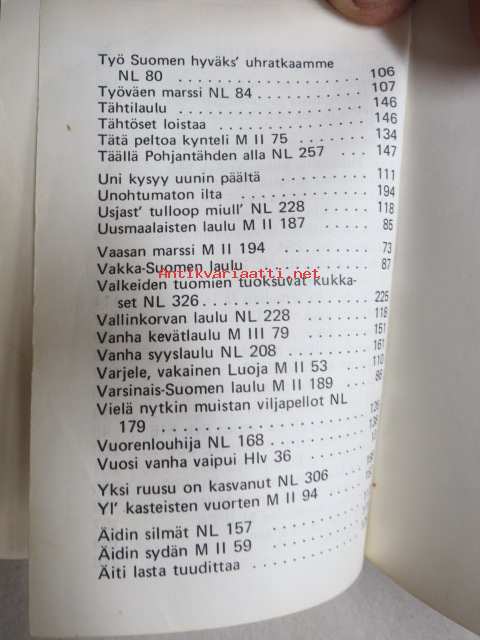 Työ Suomen hyväks' uhratkaamme
NL 80 . . . . . . . . . . . . . . . . . 106
Työväen marssi NL 84 . . . . . . . . . . 107
Tähtilaulu . . . . . . . . . . . . . . . . 146
Tähtöset loistaa . . . . . . . . . . . . . 146
Tätä peltoa kynteli M II 75 . . . . . . . 134
Täällä Pohjantähden alla NL 257 . . . . 147
Uni kysyy uunin päältä . . . . . . . . . 111
Unohtumaton ilta . . . . . . . . . . . . 194
Usjast' tulloop miull' NL 228 . . . . . . 118
Uusmaalaisten laulu M II 187 . . . . . . 85
Vaasan marssi M II 194 . . . . . . . . . 73
Vakka-Suomen laulu . . . . . . . . . . . 87
Antikvariaatti.net
Valkeiden tuomien tuoksuvat kukka-
set NL 326 . . . . . . . . . . . . . . . 225
Vallinkorvan laulu NL 228 . . . . . . . . 118
Vanha kevätlaulu M III 79 . . . . . . . . 151
Vanha syyslaulu NL 208 . . . . . . . . . 161
Varjele, vakainen Luoja M II 53 . . . . . 110
Varsinais-Suomen laulu M II 189 . . . . . 86
Vielä nytkin muistan viljapellot NL
179 . . . . . . . . . . . . . . . . . .
Vuorenlouhija NL 168 . . . . . . . . . .
Vuosi vanha vaipui Hlv 36 . . . . . . . .
Yksi ruusu on kasvanut NL 306 . . . . .
Yl' kasteisten vuorten M II 94 . . . . . .
Äidin silmät NL 157 . . . . . . . . . . .
Äidin sydän M II 59 . . . . . . . . . . .
Äiti lasta tuudittaa . . . . . . . . . . .